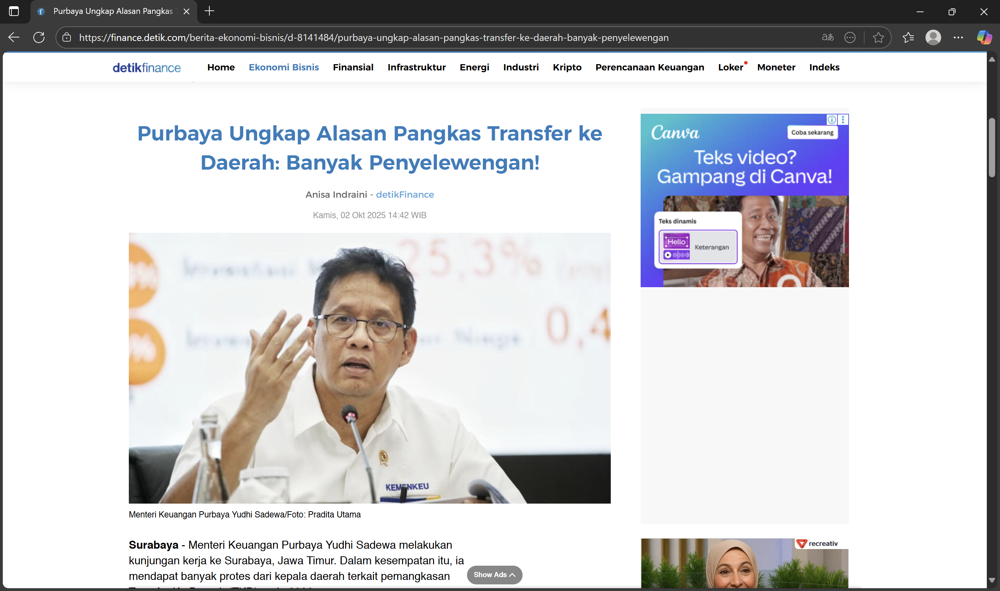 Purbaya Ungkap Alasan Pangkas
https://finance.detik.com/berita-ekonomi-bisnis/d-8141484/purbaya-ungkap-alasan-pangkas-transfer-ke-daerah-banyak-penyelewengan
aあ
detikfinance
Home Ekonomi Bisnis Finansial Infrastruktur Energi Industri Kripto Perencanaan Keuangan Loker Moneter Indeks
Purbaya Ungkap Alasan Pangkas Transfer ke
Daerah: Banyak Penyelewengan!
Anisa Indraini - detikFinance
Kamis, 02 Okt 2025 14:42 WIB
25,3%
0,4
%
KEMENKEU
Menteri Keuangan Purbaya Yudhi Sadewa/Foto: Pradita Utama
Surabaya - Menteri Keuangan Purbaya Yudhi Sadewa melakukan
kunjungan kerja ke Surabaya, Jawa Timur. Dalam kesempatan itu, ia
mendapat banyak protes dari kepala daerah terkait pemangkasan
Show Ads
Canva
Coba sekarang
Teks video?
Gampang di Canva!
Teks dinamis
Hello
Keterangan
recreativ